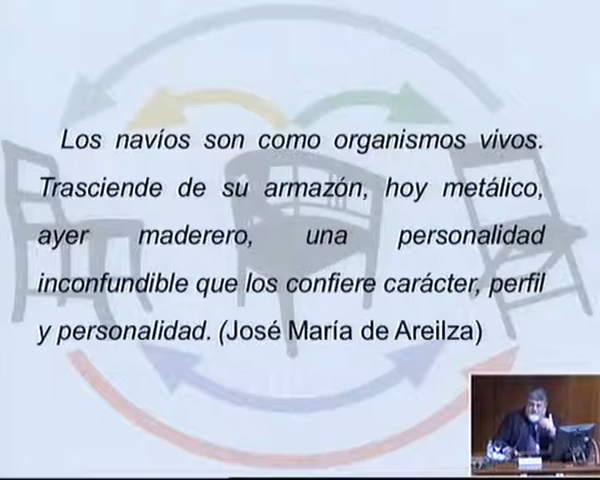 Los navíos son como organismos vivos.
Trasciende de su armazón, hoy metálico,
ayer maderero, una personalidad
inconfundible que los confiere carácter, perfil
y personalidad. (José María de Areilza)